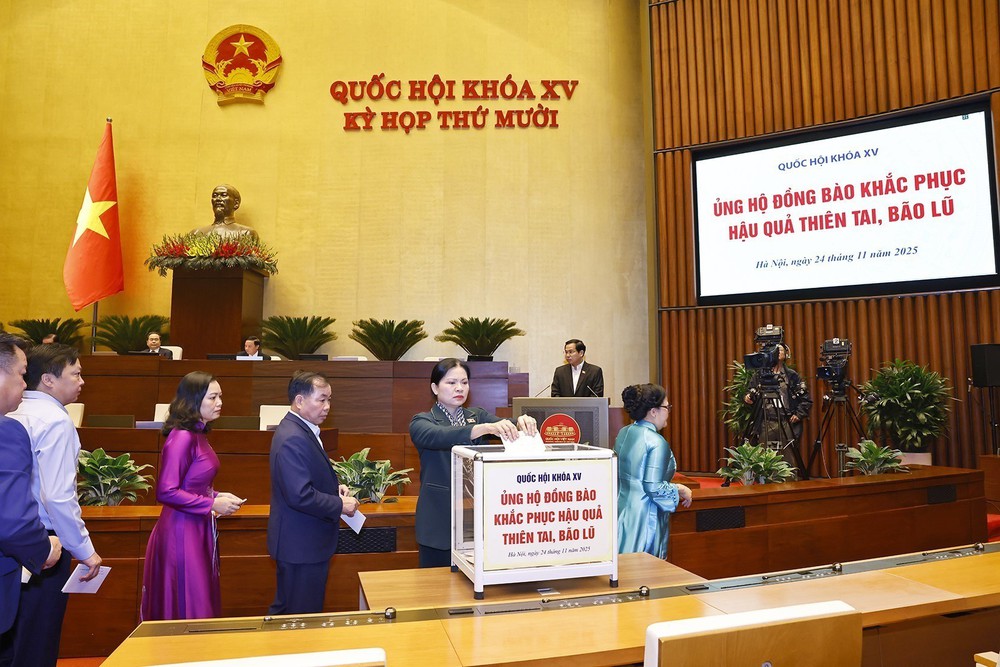 VIỆT NAM
QUỐC HỘI KHÓA XV
KỲ HỌP THỨ MƯỜI
QUỐC HỘI KHÓA XV
ỦNG HỘ ĐỒNG BÀO KHẮC PHỤC
HẬU QUẢ THIÊN TAI, BÃO LŨ
Hà Nội, ngày 24 tháng 11 năm 2025
QUỐC HỘI KHÓA XV
ỦNG HỘ ĐỒNG BÀO
KHẮC PHỤC HẬU QUẢ
THIÊN TAI, BÃO LŨ
Hà Nội, ngày 24 tháng 11 năm 2025